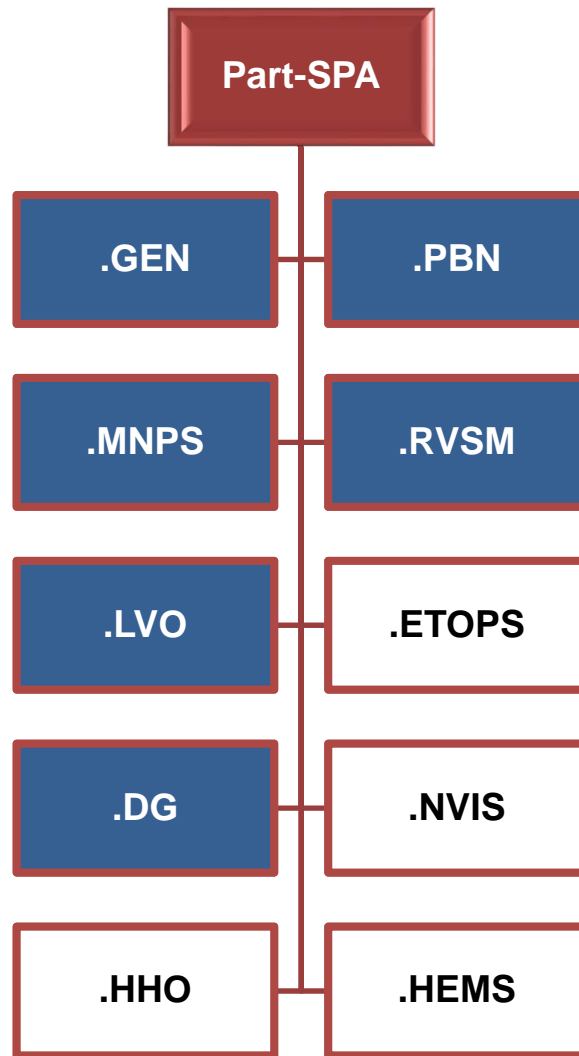 Part-SPA
.GEN
.PBN
.MNPS
.RVSM
.LVO
.ETOPS
.DG
.NVIS
.HHO
.HEMS